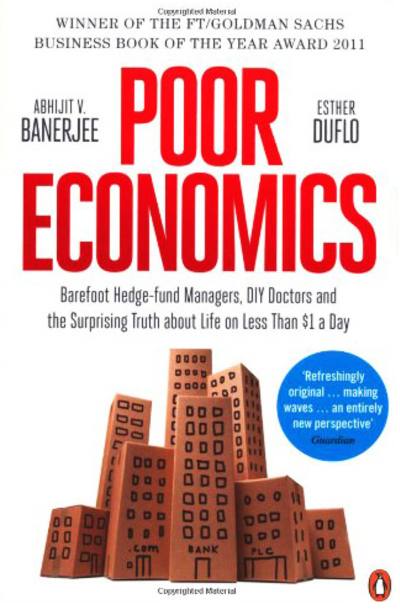 Copyrighted Material
WINNER OF THE FT/GOLDMAN SACHS
BUSINESS BOOK OF THE YEAR AWARD 2011
ABHIJIT V.
BANERJEE
ESTHER
DUFLO
POOR
ECONOMICS
Barefoot Hedge-fund Managers, DIY Doctors and
the Surprising Truth about Life on Less Than $1 a Day
'Refreshingly
original ... making
waves ... an entirely
new perspective'
Guardian
.com
BANK
PLC
Copyrighted Material